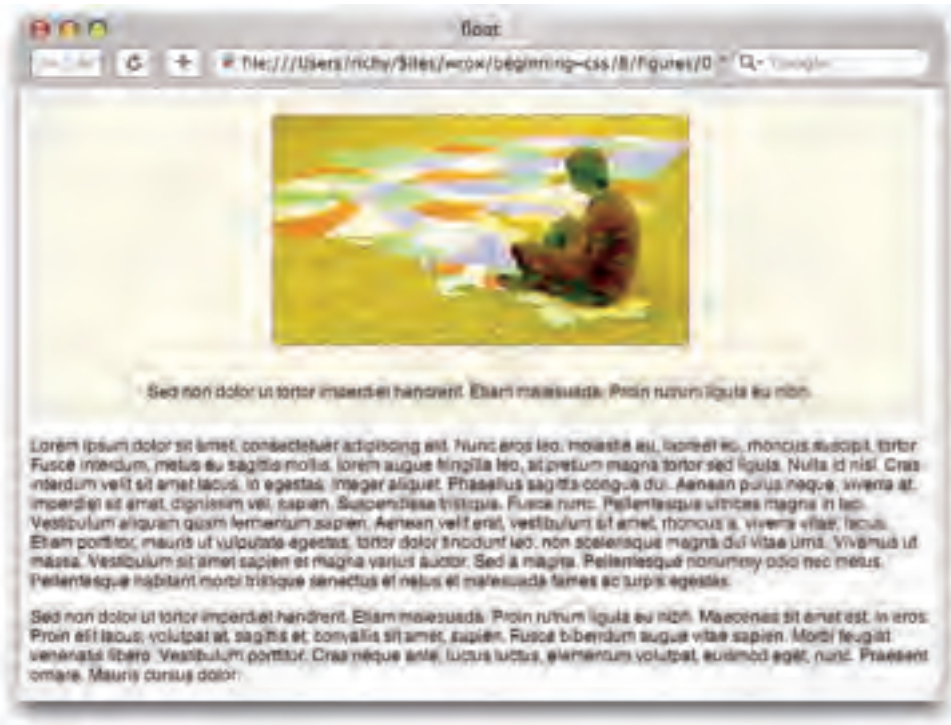 float
file:///Users/richy/Sites/wrox/beginning-css/8/figures/0
Google
Sed non dolor ut tortor imperdiet hendrerit. Etiam malesuada. Proin rutrum ligula eu nibh.
Lorem ipsum dolor sit amet, consectetuer adipiscing elit. Nunc eros leo, molestie eu, laoreet eu, rhoncus suscipit, tortor.
Fusce interdum, metus eu sagittis mollis, lorem augue fringilla leo, at pretium magna tortor sed ligula. Nulla id nisl. Cras
interdum velit sit amet lacus. In egestas. Integer aliquet. Phasellus sagittis congue dui. Aenean purus neque, viverra at,
imperdiet sit amet, dignissim vel, sapien. Suspendisse tristique. Fusce nunc. Pellentesque ultrices magna in leo.
Vestibulum aliquam quam fermentum sapien. Aenean velit erat, vestibulum sit amet, rhoncus a, viverra vitae, lacus.
Etiam porttitor, mauris ut vulputate egestas, tortor dolor tincidunt leo, non scelerisque magna dui vitae urna. Vivamus ut
massa. Vestibulum sit amet sapien et magna varius auctor. Sed a magna. Pellentesque nonummy odio nec metus.
Pellentesque habitant morbi tristique senectus et netus et malesuada fames ac turpis egestas.
Sed non dolor ut tortor imperdiet hendrerit. Etiam malesuada. Proin rutrum ligula eu nibh. Maecenas sit amet est. In eros.
Proin elit lacus, volutpat at, sagittis et, convallis sit amet, sapien. Fusce bibendum augue vitae sapien. Morbi feugiat
venenatis libero. Vestibulum porttitor. Cras neque ante, luctus luctus, elementum volutpat, euismod eget, nunc. Praesent
ornare. Mauris cursus dolor.